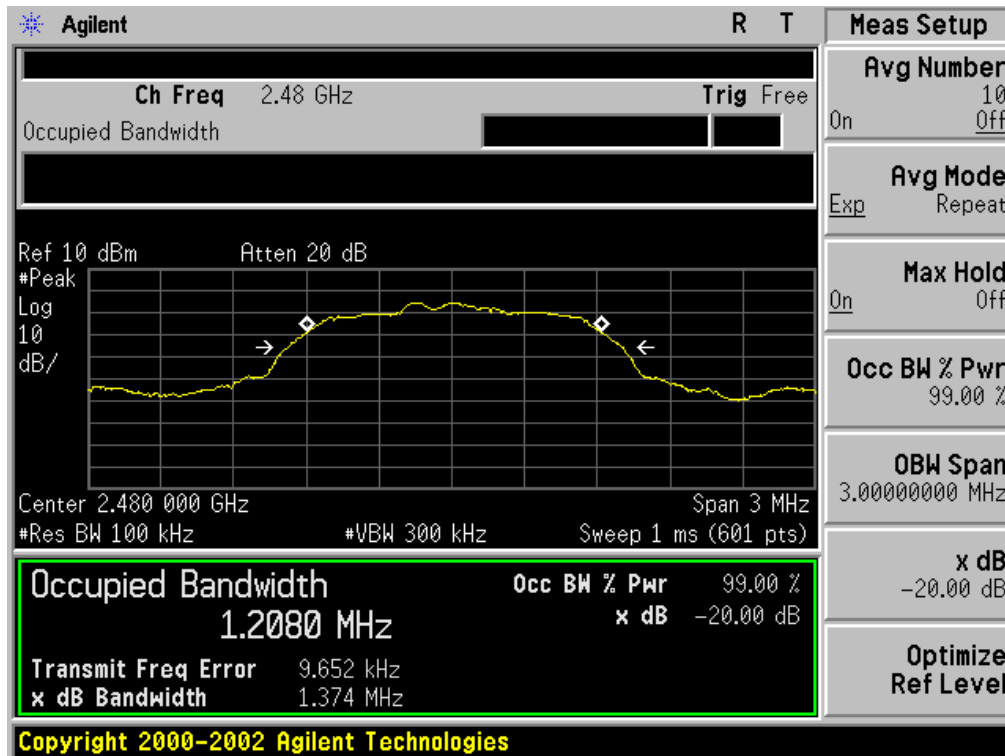 Agilent R T
Ch Freq 2.48 GHz Trig Free
Occupied Bandwidth
Ref 10 dBm Atten 20 dB
#Peak
Log
10
dB/
Center 2.480 000 GHz Span 3 MHz
#Res BW 100 kHz #VBW 300 kHz Sweep 1 ms (601 pts)
Occupied Bandwidth
1.2080 MHz
Occ BW % Pwr 99.00 %
x dB -20.00 dB
Transmit Freq Error 9.652 kHz
x dB Bandwidth 1.374 MHz
Copyright 2000-2002 Agilent Technologies
Meas Setup
Avg Number
10
On Off
Avg Mode
Exp Repeat
Max Hold
On Off
Occ BW % Pwr
99.00 %
OBW Span
3.00000000 MHz
x dB
-20.00 dB
Optimize
Ref Level